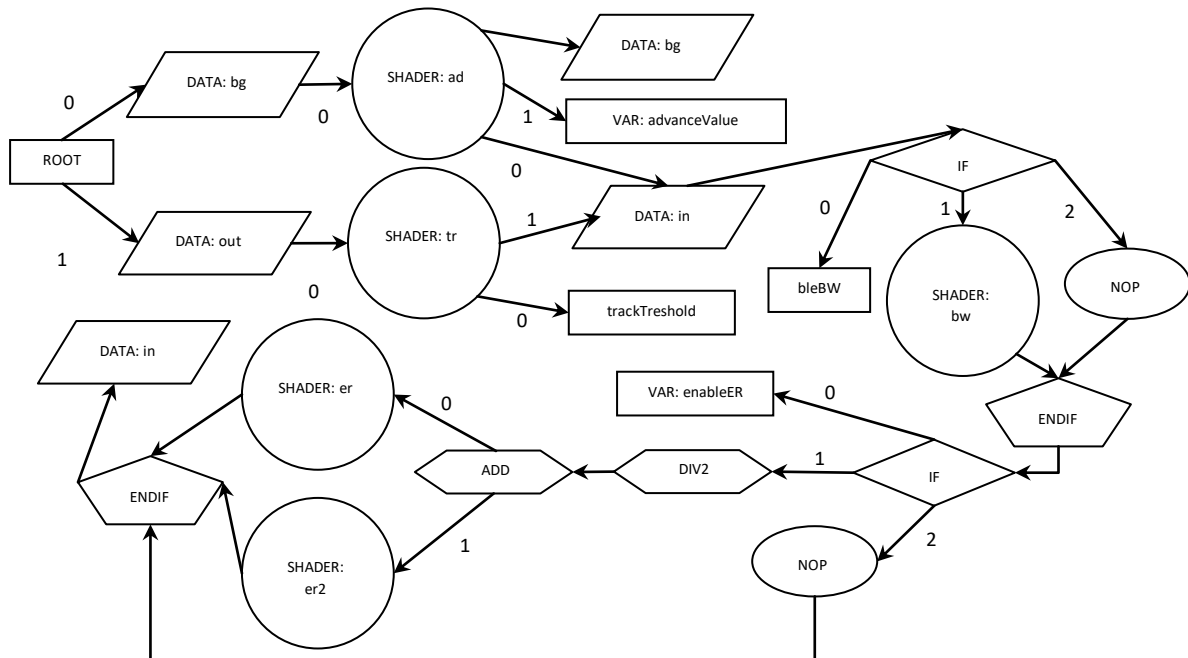 DATA: bg
DATA: bg
SHADER: ad
0
0
1
VAR: advanceValue
ROOT
0
IF
DATA: in
0
1
2
1
DATA: out
SHADER: tr
1
0
bleBW
SHADER:
bw
NOP
0
trackTreshold
DATA: in
SHADER: er
VAR: enableER
0
0
ENDIF
ADD
DIV2
1
IF
ENDIF
1
2
SHADER:
er2
NOP